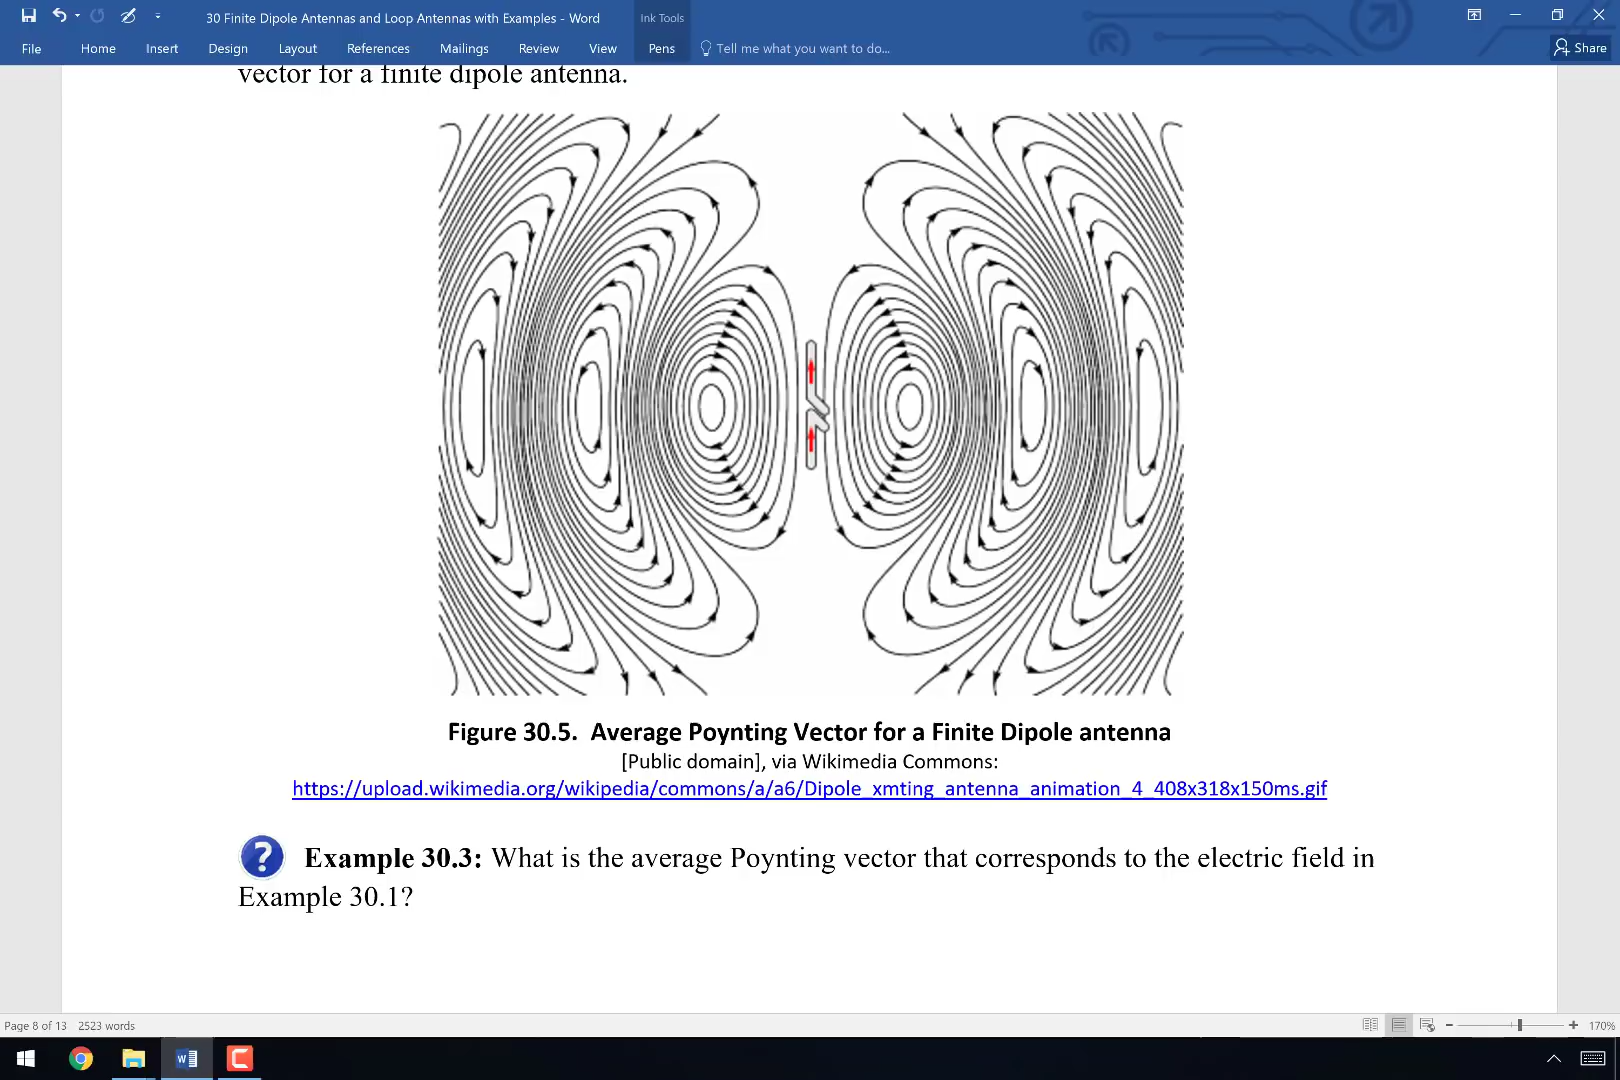 30 Finite Dipole Antennas and Loop Antennas with Examples - Word
Ink Tools
File Home Insert Design Layout References Mailings Review View Pens Tell me what you want to do... Share
vector for a finite dipole antenna.
Figure 30.5. Average Poynting Vector for a Finite Dipole antenna
[Public domain], via Wikimedia Commons:
https://upload.wikimedia.org/wikipedia/commons/a/a6/Dipole_xmting_antenna_animation_4_408x318x150ms.gif
Example 30.3: What is the average Poynting vector that corresponds to the electric field in
Example 30.1?
Page 8 of 13 2523 words
170%